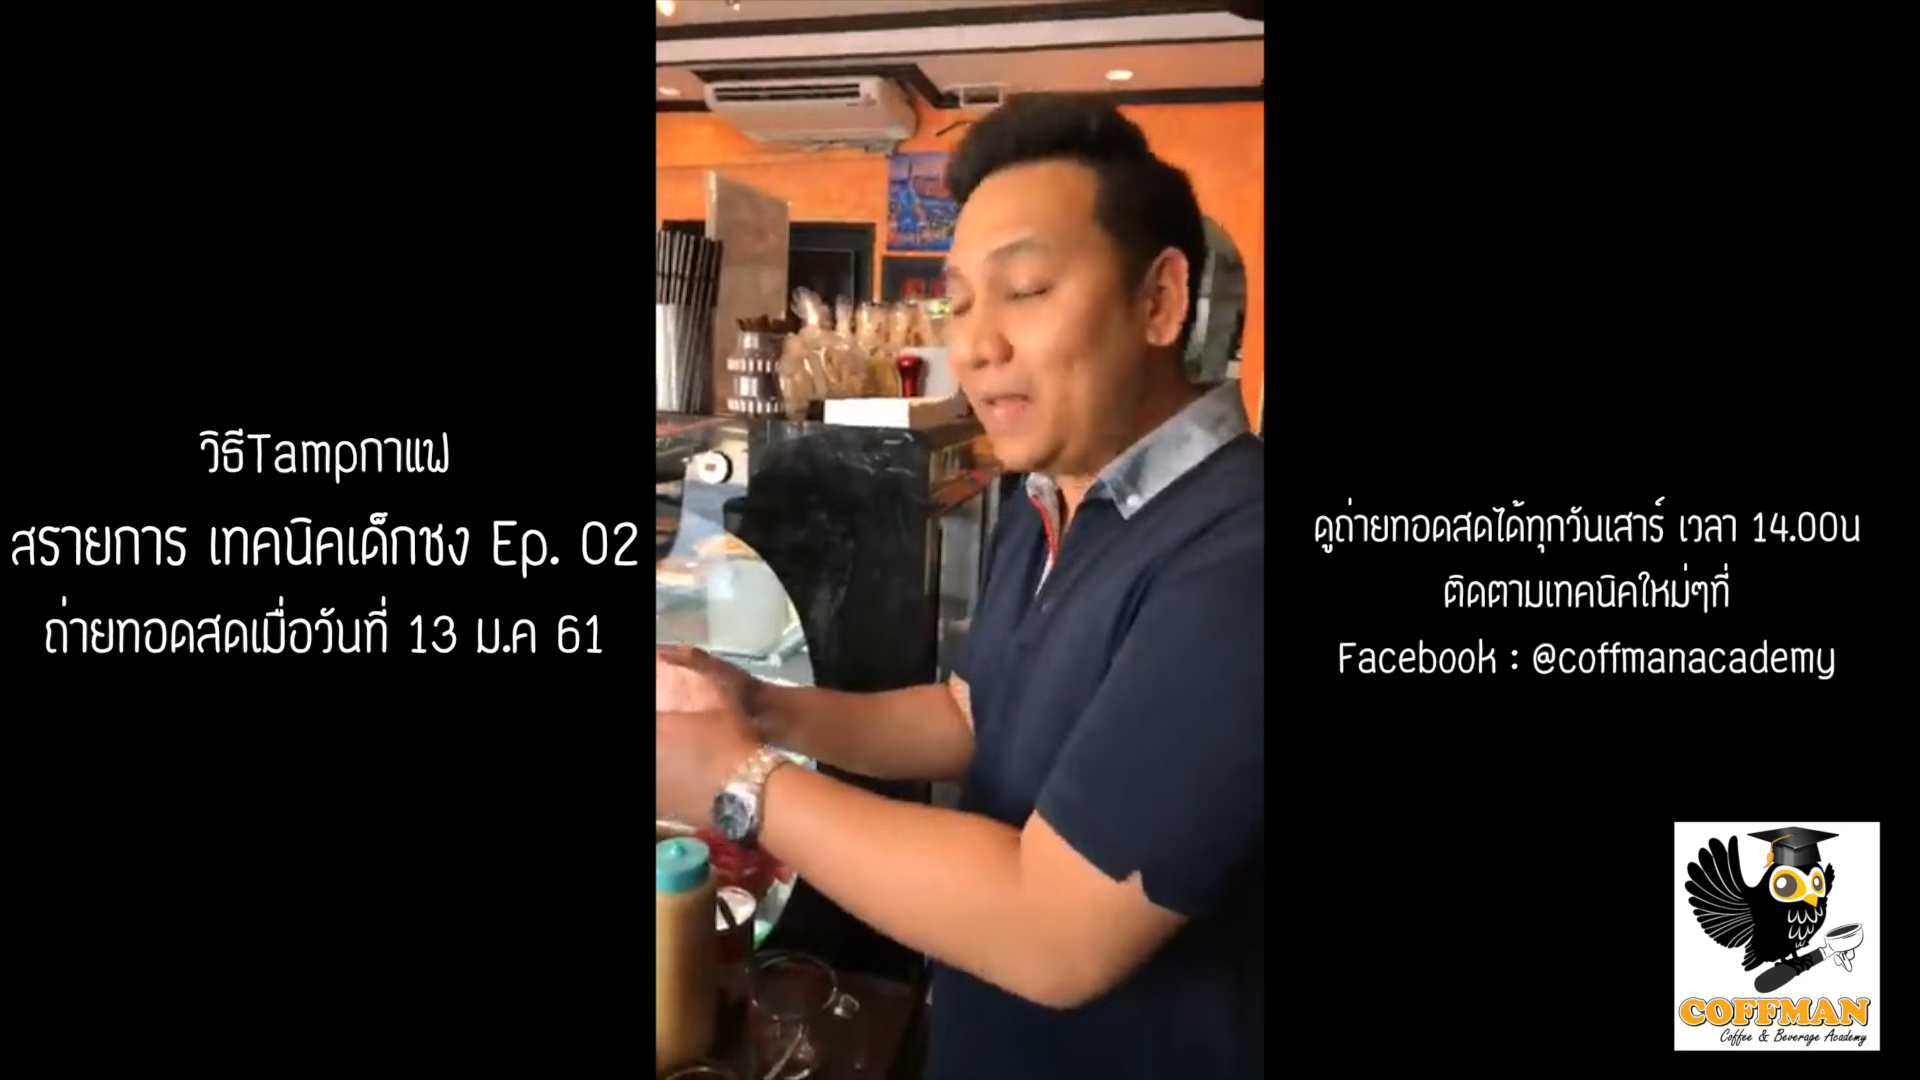 วิธีTampกาแฟ
สรายการ เทคนิคเด็กชง Ep. 02
ถ่ายทอดสดเมื่อวันที่ 13 ม.ค 61
ดูถ่ายทอดสดได้ทุกวันเสาร์ เวลา 14.00น
ติดตามเทคนิคใหม่ๆที่
Facebook : @coffmanacademy
COFFMAN
Coffee & Beverage Academy